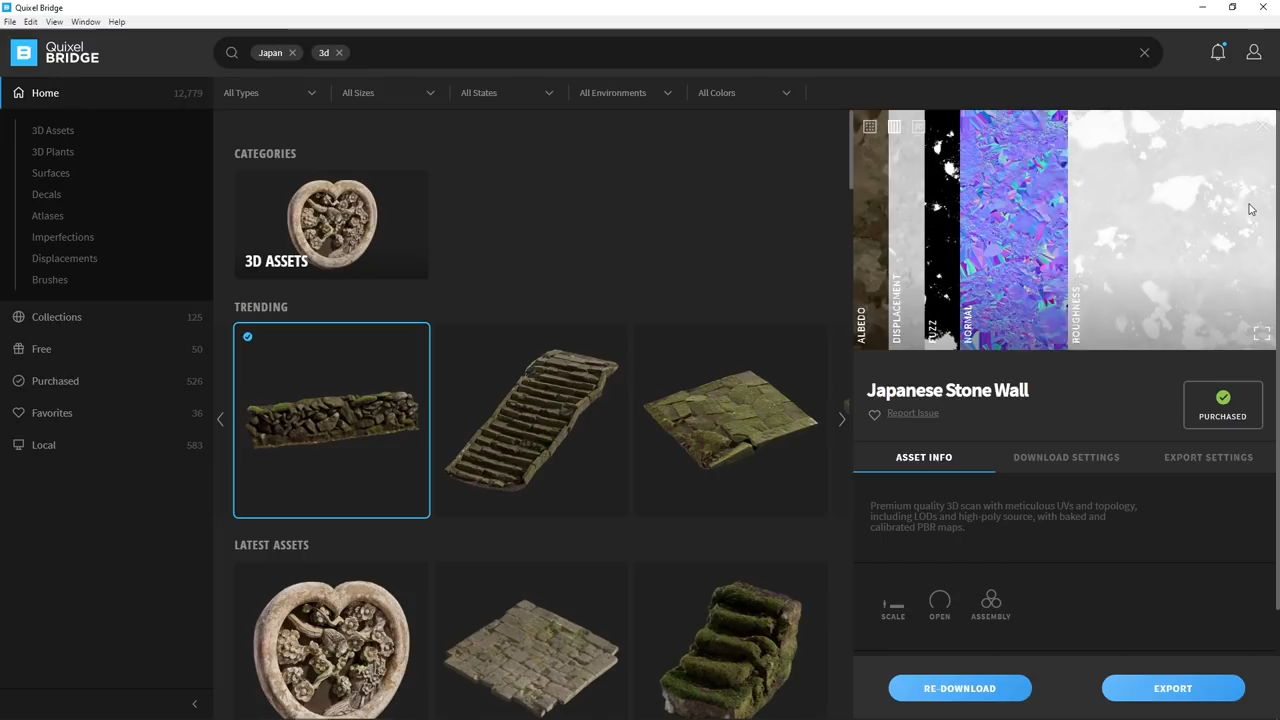 Quixel Bridge
File Edit View Window Help
Quixel
BRIDGE
Japan
3d
Home 12,779
3D Assets
3D Plants
Surfaces
Decals
Atlases
Imperfections
Displacements
Brushes
Collections 125
Free 50
Purchased 526
Favorites 36
Local 583
All Types
All Sizes
All States
All Environments
All Colors
CATEGORIES
3D ASSETS
TRENDING
LATEST ASSETS
ALBEDO
DISPLACEMENT
FUZZ
NORMAL
ROUGHNESS
Japanese Stone Wall
Report Issue
PURCHASED
ASSET INFO
DOWNLOAD SETTINGS
EXPORT SETTINGS
Premium quality 3D scan with meticulous UVs and topology,
including LODs and high-poly source, with baked and
calibrated PBR maps.
SCALE
OPEN
ASSEMBLY
RE-DOWNLOAD
EXPORT